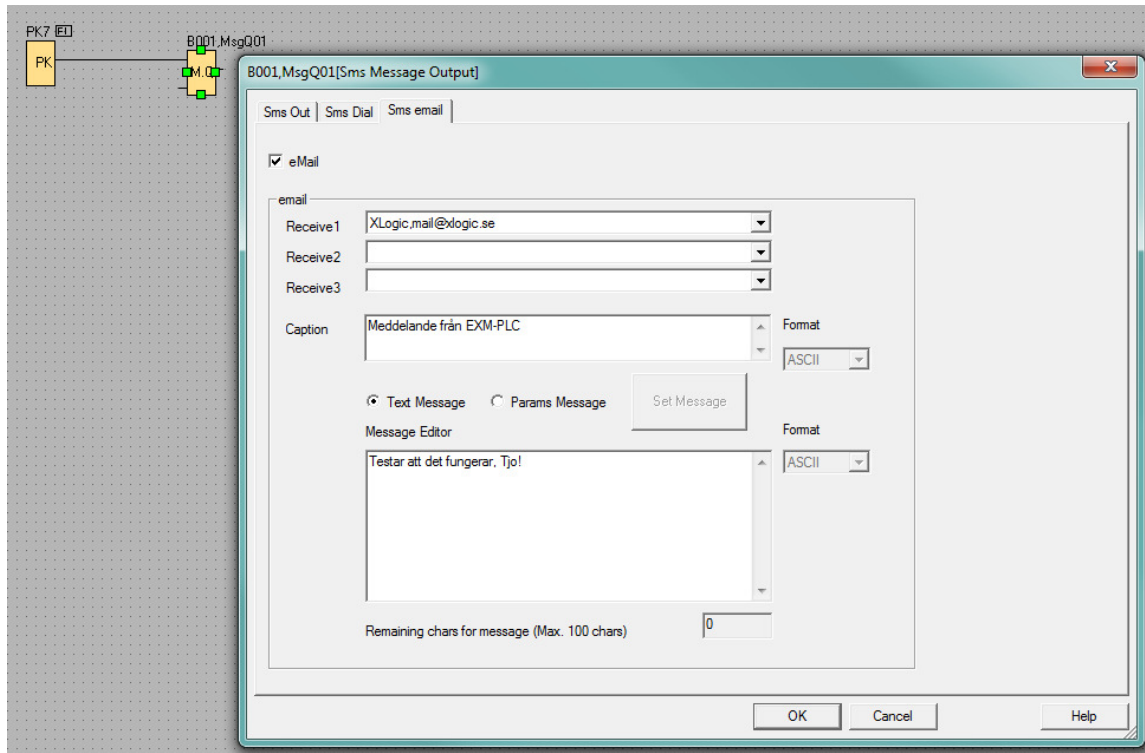 PK7 F1
PK
B001,MsgQ01
M.Q
B001,MsgQ01[Sms Message Output]
Sms Out
Sms Dial
Sms email
eMail
email
Receive1
XLogic,mail@xlogic.se
Receive2
Receive3
Caption
Meddelande från EXM-PLC
Format
ASCII
Text Message
Params Message
Set Message
Message Editor
Format
Testar att det fungerar, Tjo!
ASCII
Remaining chars for message (Max. 100 chars)
0
OK
Cancel
Help